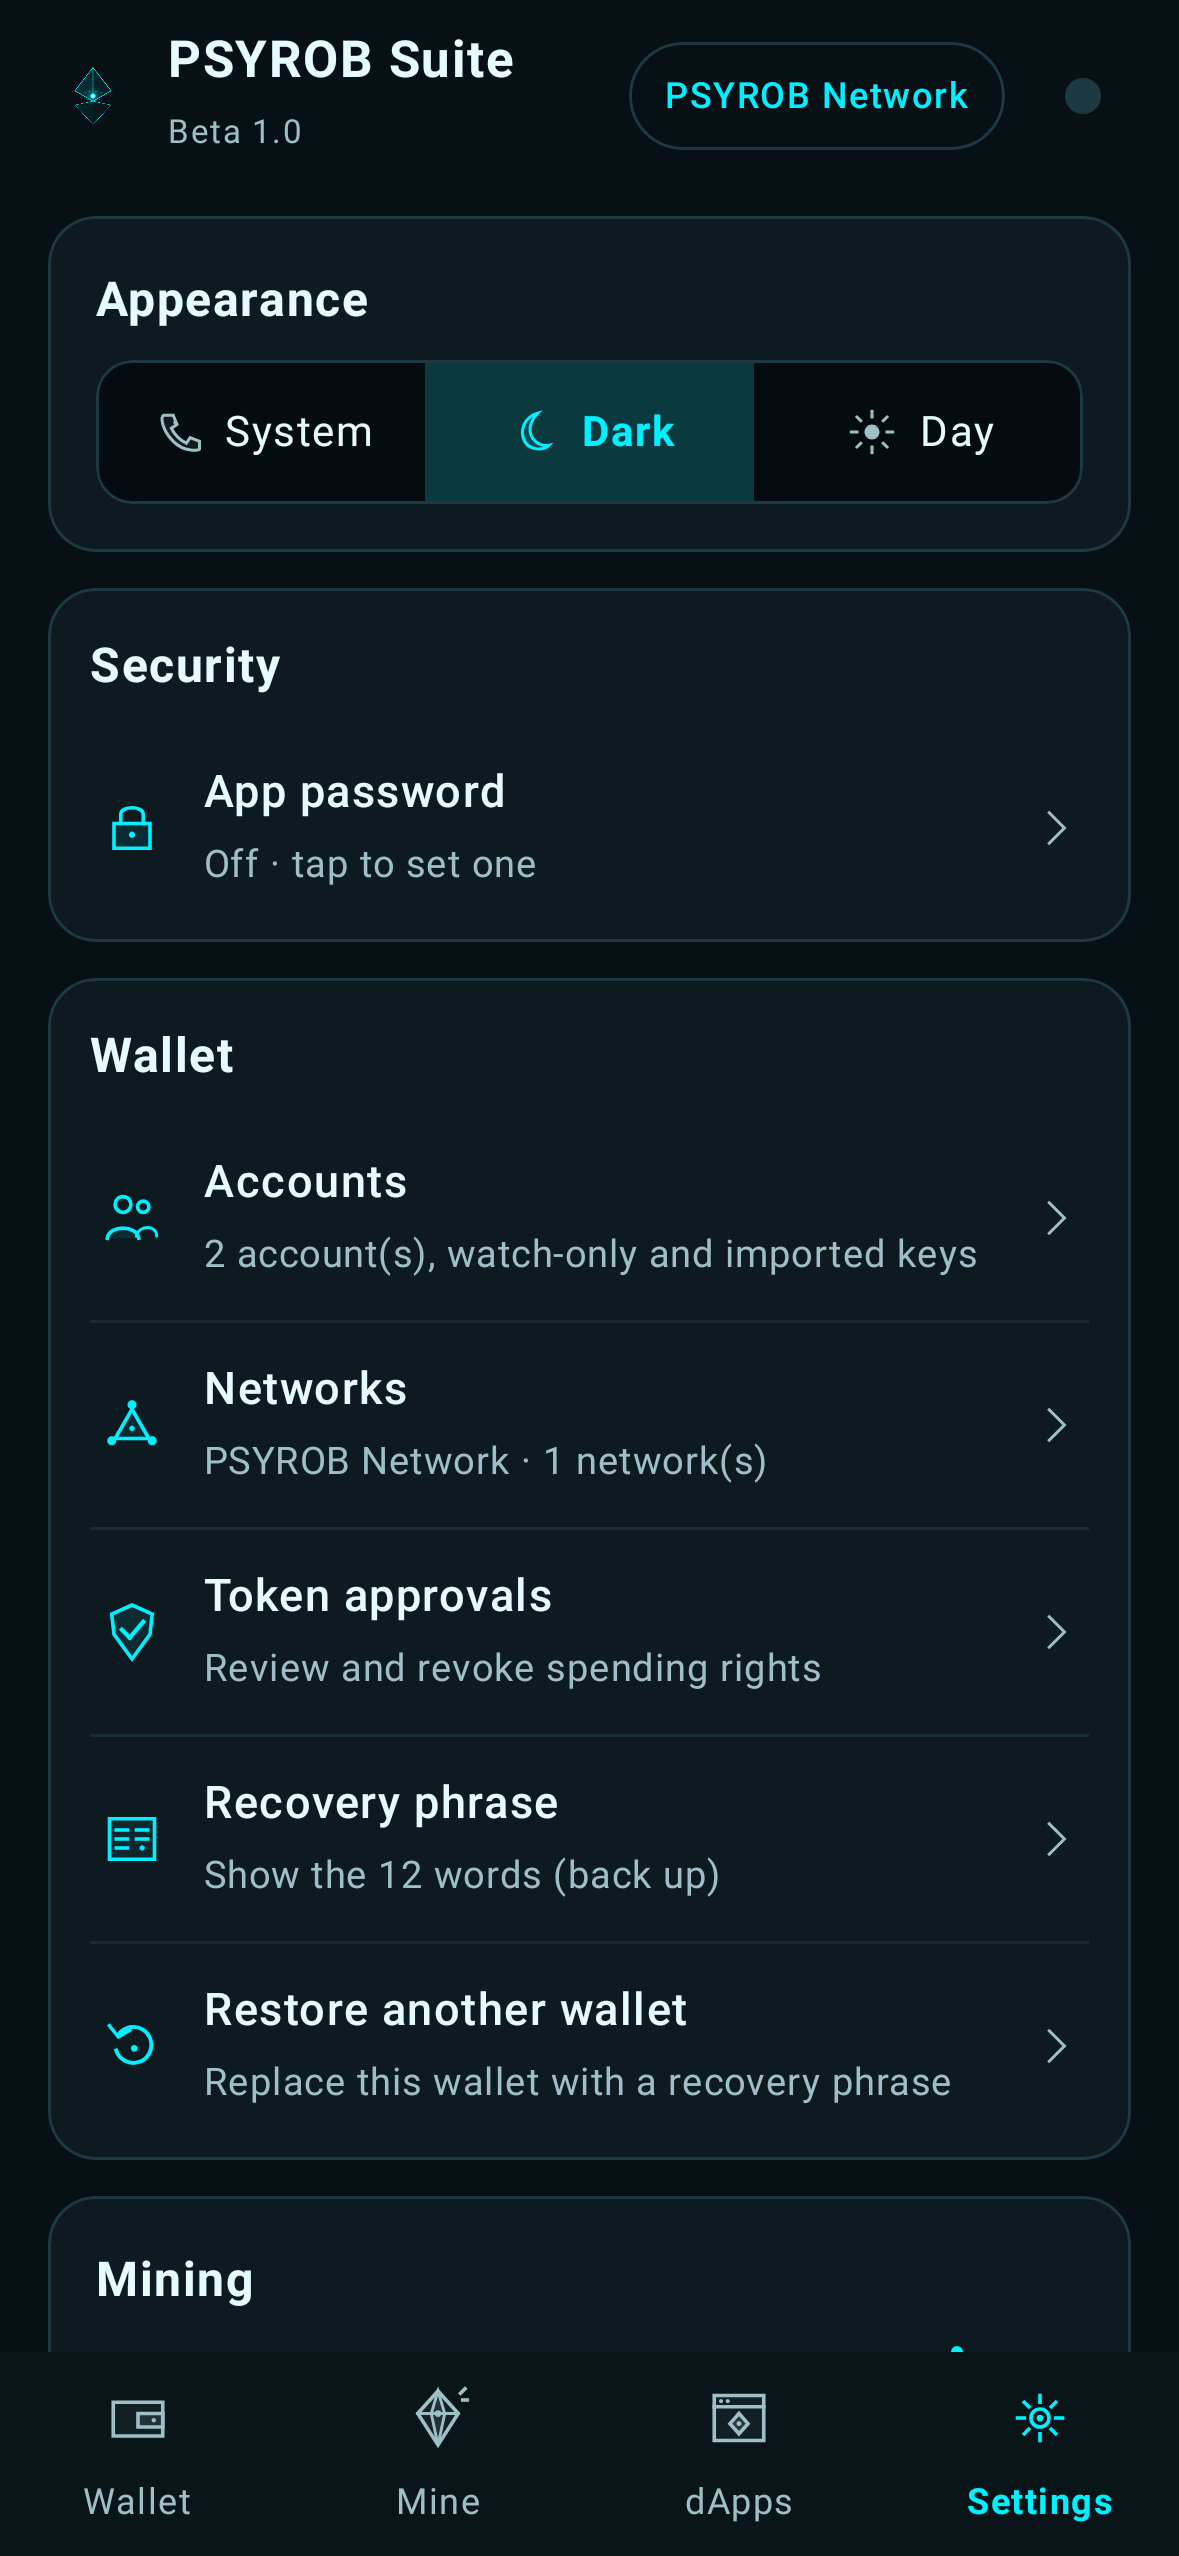 PSYROB Suite
Beta 1.0
PSYROB Network
Appearance
System
Dark
Day
Security
App password
Off · tap to set one
Wallet
Accounts
2 account(s), watch-only and imported keys
Networks
PSYROB Network · 1 network(s)
Token approvals
Review and revoke spending rights
Recovery phrase
Show the 12 words (back up)
Restore another wallet
Replace this wallet with a recovery phrase
Mining
Wallet
Mine
dApps
Settings